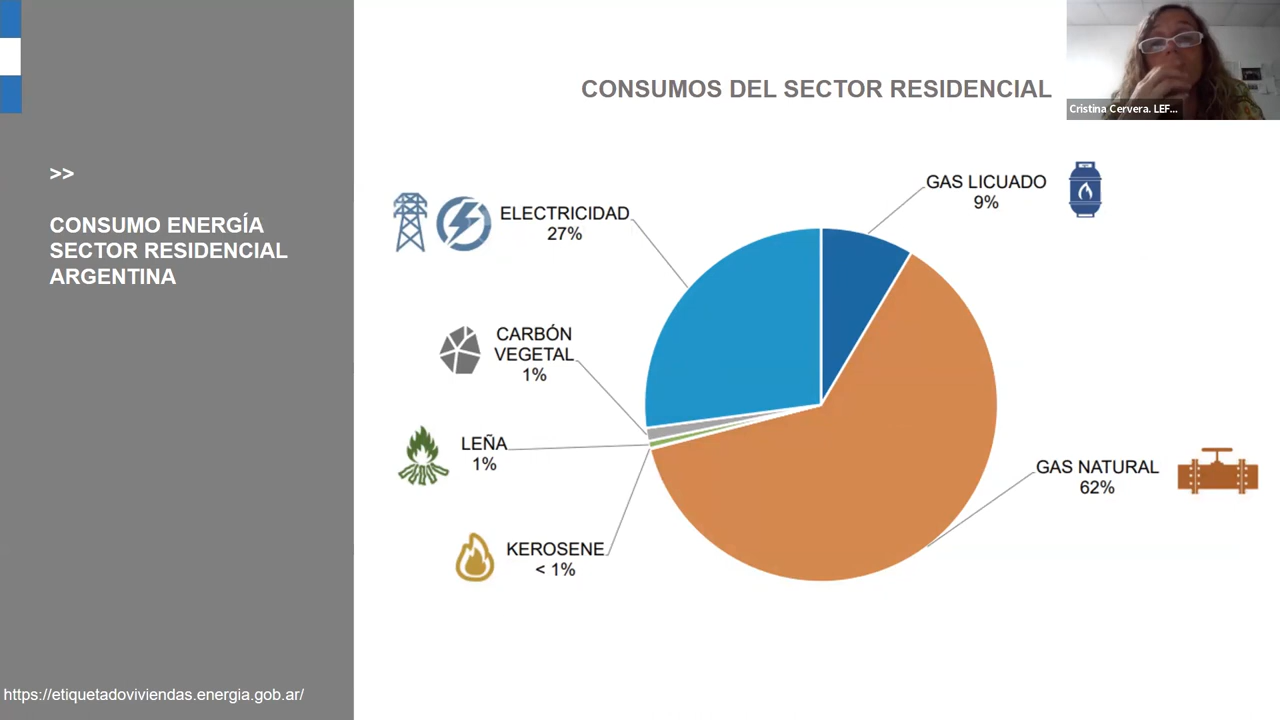 CONSUMOS DEL SECTOR RESIDENCIAL
Cristina Cervera. LEF...
>>
CONSUMO ENERGÍA
SECTOR RESIDENCIAL
ARGENTINA
GAS LICUADO
9%
ELECTRICIDAD
27%
CARBÓN
VEGETAL
1%
LEÑA
1%
GAS NATURAL
62%
KEROSENE
< 1%
https://etiquetadoviviendas.energia.gob.ar/